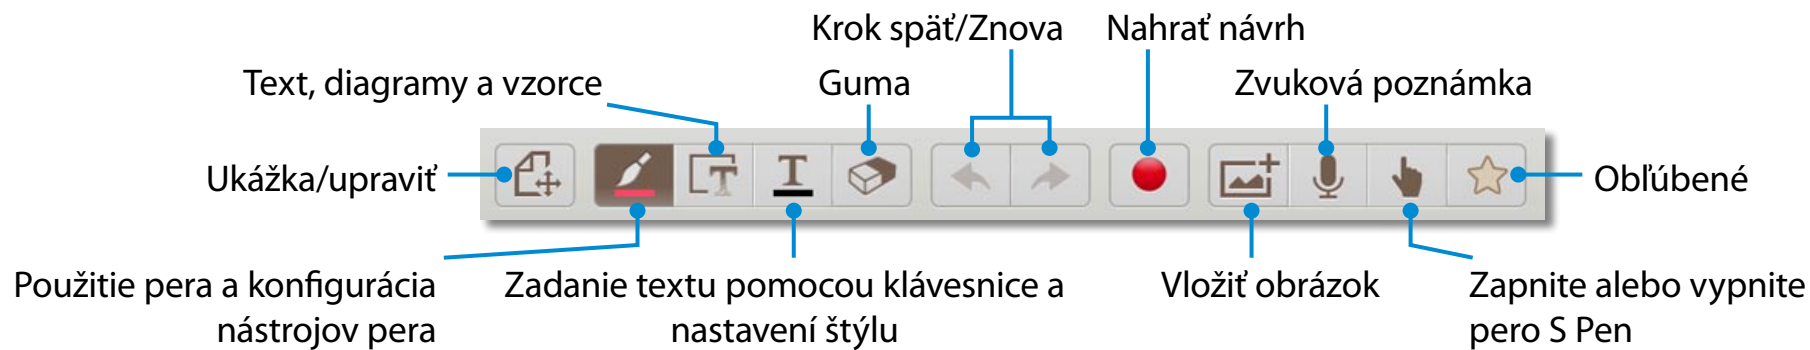 Krok späť/Znova
Nahrať návrh
Text, diagramy a vzorce
Guma
Zvuková poznámka
Ukážka/upraviť
Obľúbené
Použitie pera a konfigurácia
nástrojov pera
Zadanie textu pomocou klávesnice a
nastavení štýlu
Vložiť obrázok
Zapnite alebo vypnite
pero S Pen